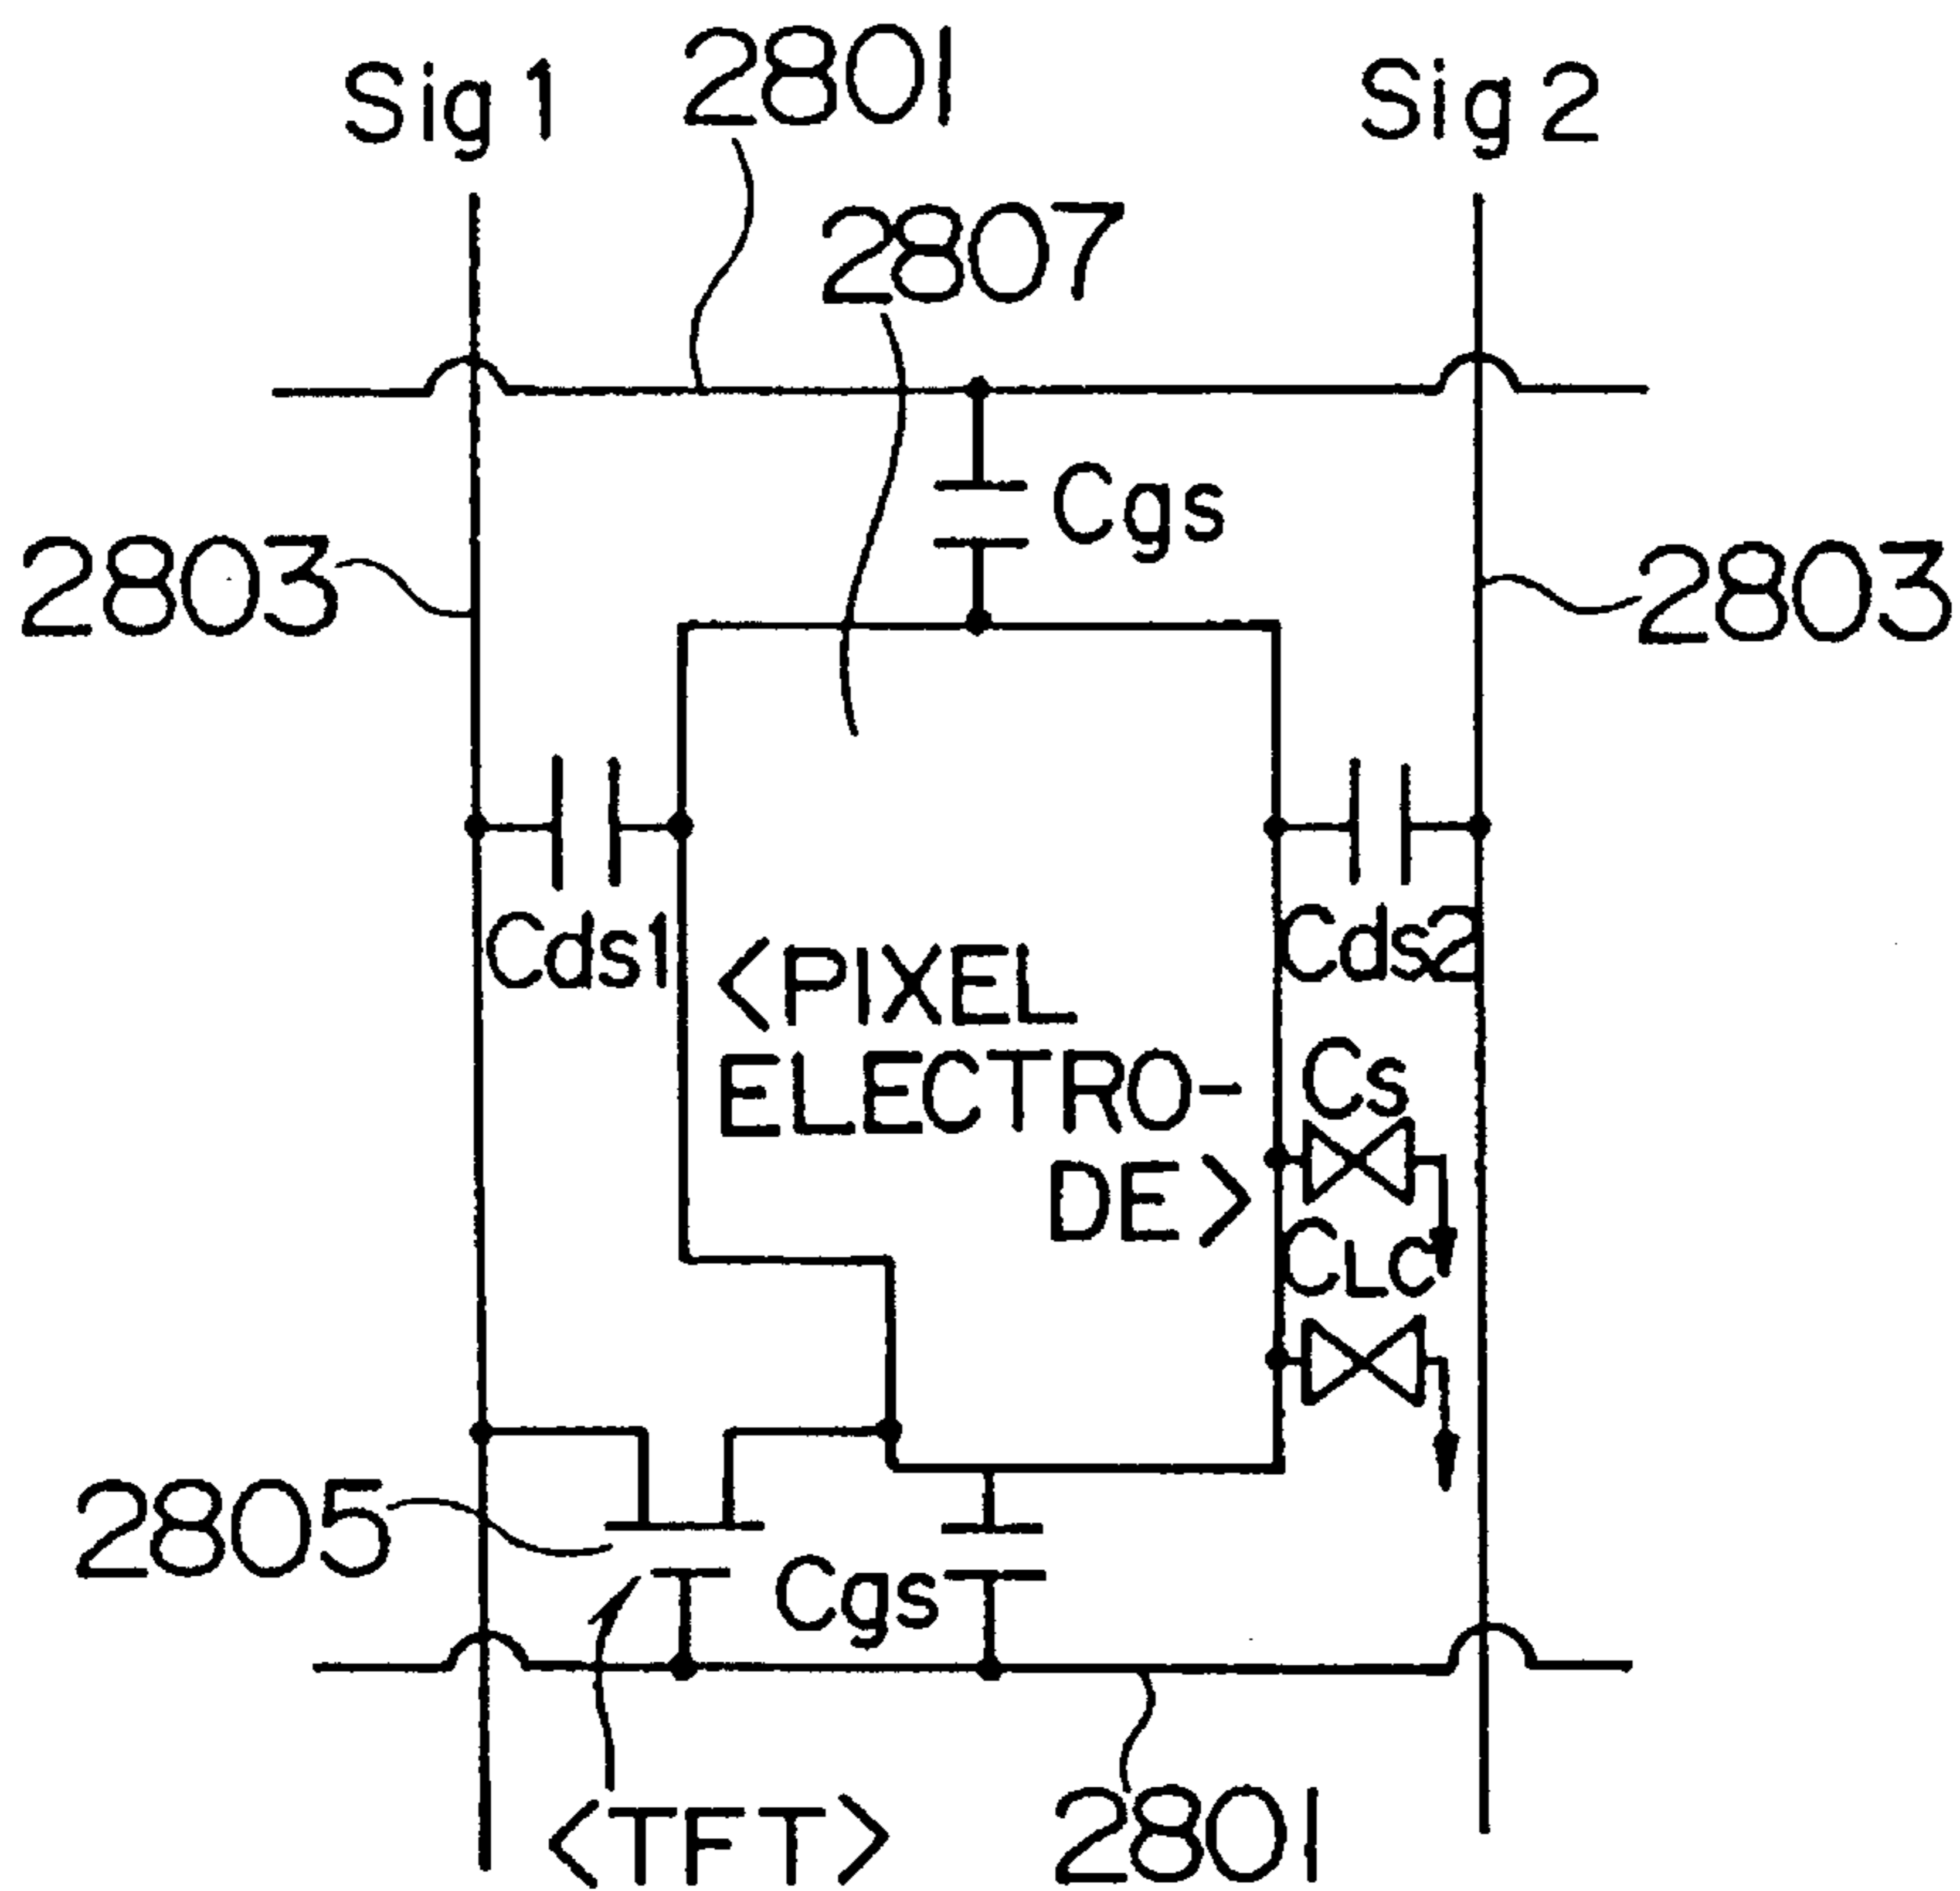 Sig 1
2801
Sig 2
2807
Cgs
2803
2803
Cds1
Cds2
<PIXEL
ELECTRO-
DE>
Cs
CLC
2805
Cgs
<TFT>
2801